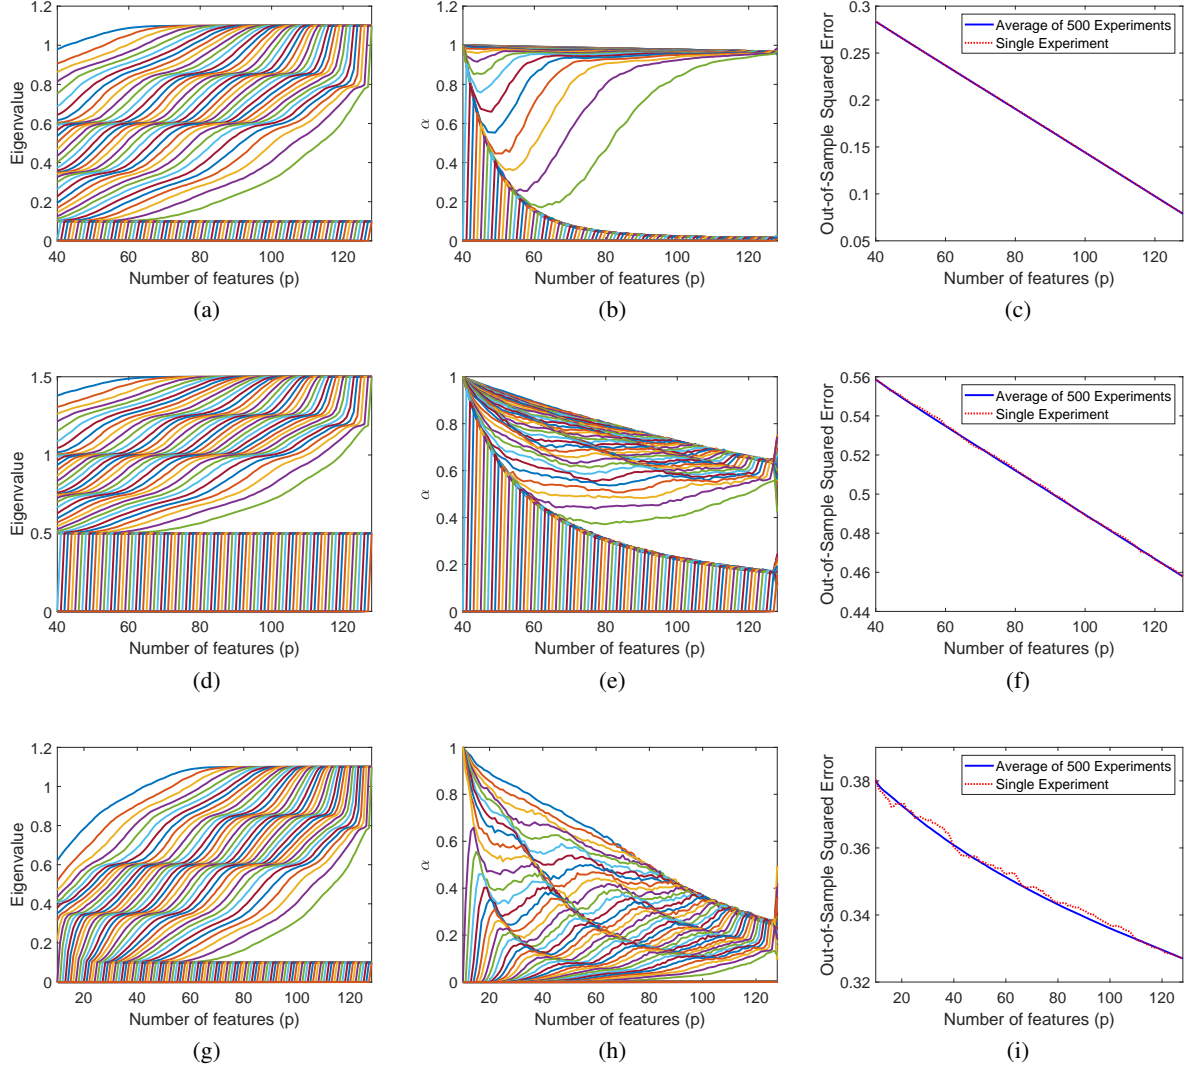 1.2
1
0.8
0.6
0.4
0.2
0
40 60 80 100 120
Eigenvalue
Number of features (p)
(a)
1.2
1
0.8
0.6
0.4
0.2
0
40 60 80 100 120
α
Number of features (p)
(b)
0.3
0.25
0.2
0.15
0.1
0.05
40 60 80 100 120
Out-of-Sample Squared Error
Average of 500 Experiments
Single Experiment
Number of features (p)
(c)
1.5
1
0.5
0
40 60 80 100 120
Eigenvalue
Number of features (p)
(d)
1
0.8
0.6
0.4
0.2
0
40 60 80 100 120
α
Number of features (p)
(e)
0.56
0.54
0.52
0.5
0.48
0.46
0.44
40 60 80 100 120
Out-of-Sample Squared Error
Average of 500 Experiments
Single Experiment
Number of features (p)
(f)
1.2
1
0.8
0.6
0.4
0.2
0
20 40 60 80 100 120
Eigenvalue
Number of features (p)
(g)
1
0.8
0.6
0.4
0.2
0
20 40 60 80 100 120
α
Number of features (p)
(h)
0.38
0.36
0.34
0.32
20 40 60 80 100 120
Out-of-Sample Squared Error
Average of 500 Experiments
Single Experiment
Number of features (p)
(i)